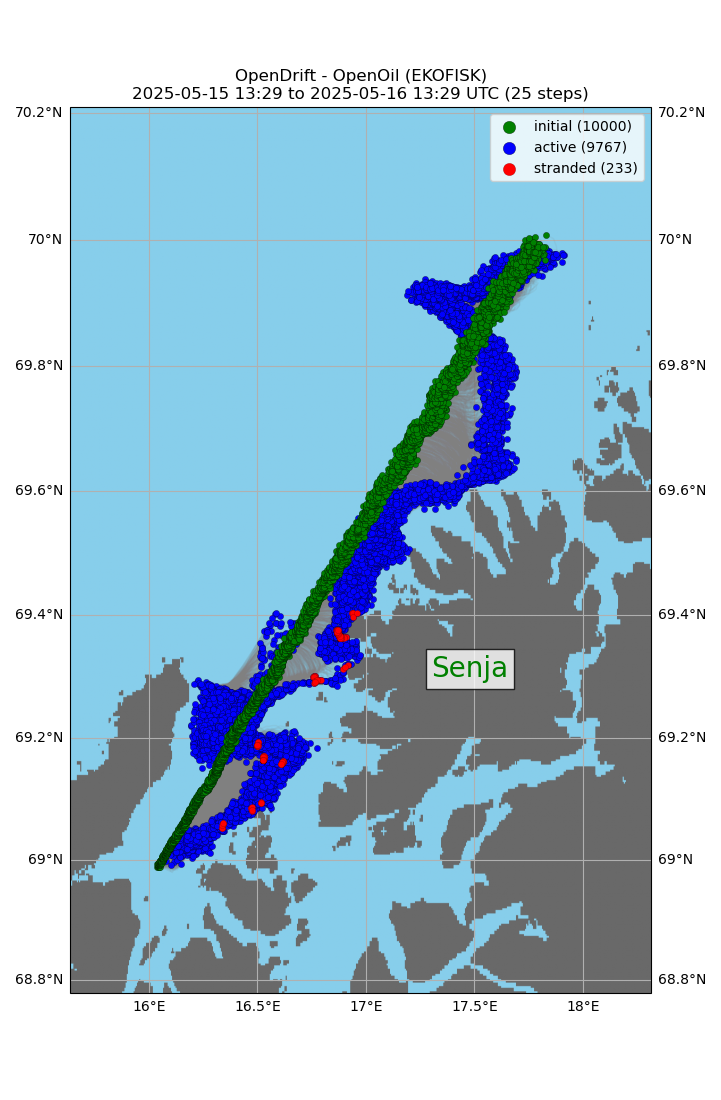 OpenDrift - OpenOil (EKOFISK)
2025-05-15 13:29 to 2025-05-16 13:29 UTC (25 steps)
70.2°N
70.2°N
initial (10000)
active (9767)
stranded (233)
70°N
70°N
69.8°N
69.8°N
69.6°N
69.6°N
69.4°N
69.4°N
Senja
69.2°N
69.2°N
69°N
69°N
68.8°N
68.8°N
16°E
16.5°E
17°E
17.5°E
18°E